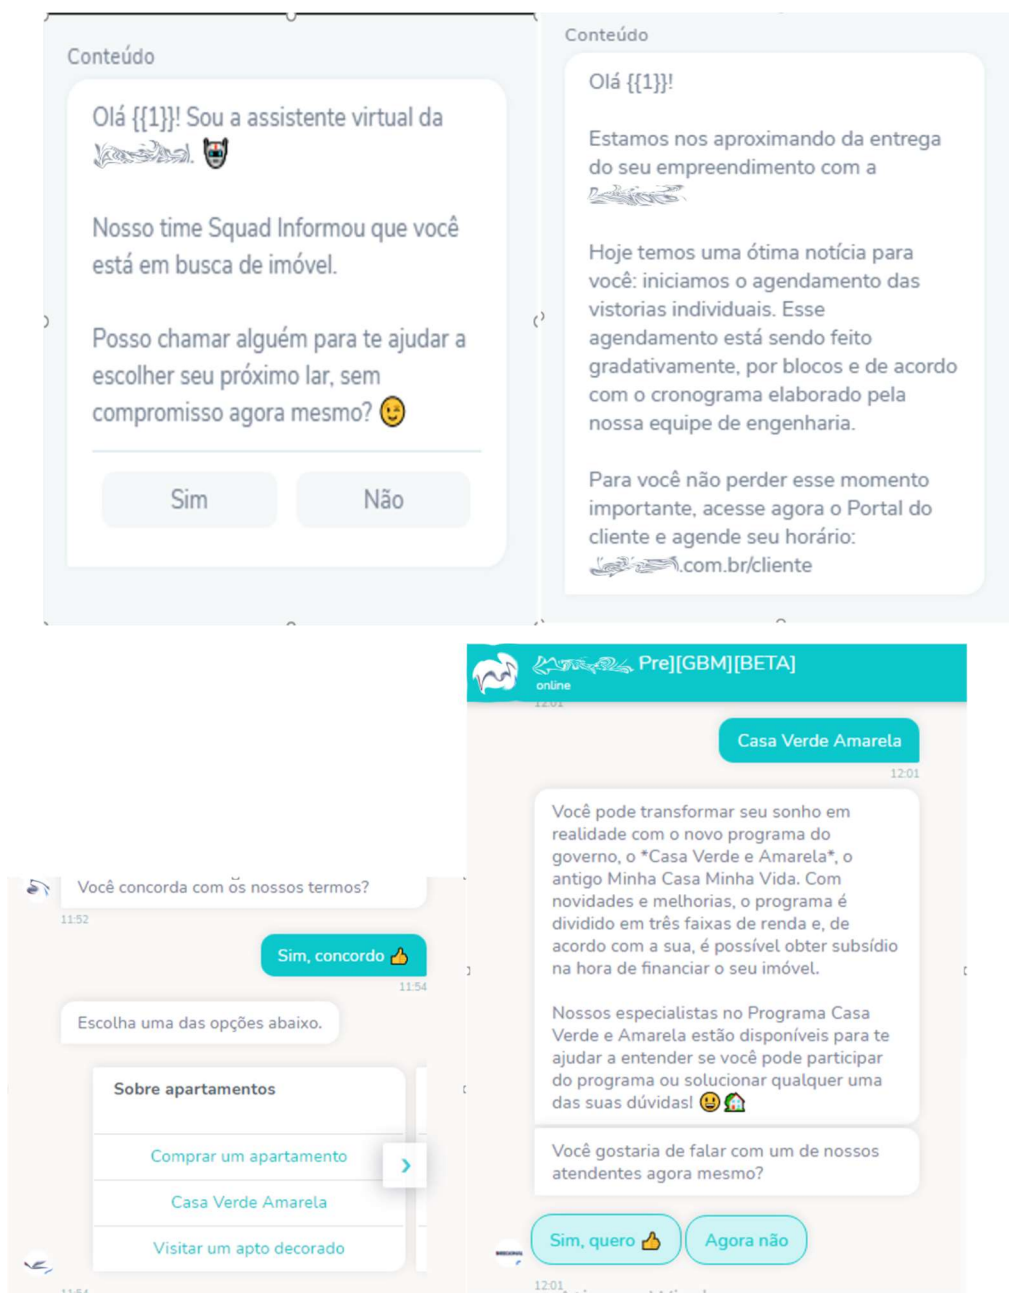 Conteúdo
Olá {{1}}! Sou a assistente virtual da
Nosso time Squad Informou que você
está em busca de imóvel.
Posso chamar alguém para te ajudar a
escolher seu próximo lar, sem
compromisso agora mesmo? 😉
Sim
Não
Conteúdo
Olá {{1}}!
Estamos nos aproximando da entrega
do seu empreendimento com a
Hoje temos uma ótima notícia para
você: iniciamos o agendamento das
vistorias individuais. Esse
agendamento está sendo feito
gradativamente, por blocos e de acordo
com o cronograma elaborado pela
nossa equipe de engenharia.
Para você não perder esse momento
importante, acesse agora o Portal do
cliente e agende seu horário:
.com.br/cliente
Você concorda com os nossos termos?
11:52
Sim, concordo 👍
11:54
Escolha uma das opções abaixo.
Sobre apartamentos
Comprar um apartamento
Casa Verde Amarela
Visitar um apto decorado
11:54
Pre][GBM][BETA]
online
12:01
Casa Verde Amarela
12:01
Você pode transformar seu sonho em
realidade com o novo programa do
governo, o *Casa Verde e Amarela*, o
antigo Minha Casa Minha Vida. Com
novidades e melhorias, o programa é
dividido em três faixas de renda e, de
acordo com a sua, é possível obter subsídio
na hora de financiar o seu imóvel.
Nossos especialistas no Programa Casa
Verde e Amarela estão disponíveis para te
ajudar a entender se você pode participar
do programa ou solucionar qualquer uma
das suas dúvidas! 😀🏡
Você gostaria de falar com um de nossos
atendentes agora mesmo?
Sim, quero 👍
Agora não
12:01